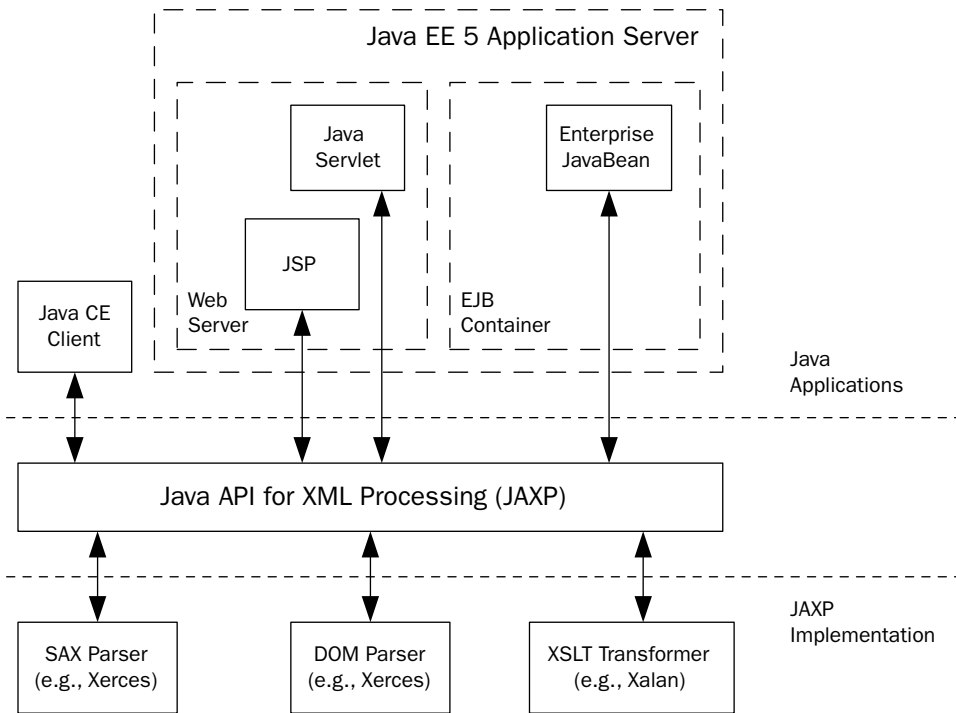 Java EE 5 Application Server
Java
Servlet
Enterprise
JavaBean
JSP
Web
Server
EJB
Container
Java CE
Client
Java
Applications
Java API for XML Processing (JAXP)
JAXP
Implementation
SAX Parser
(e.g., Xerces)
DOM Parser
(e.g., Xerces)
XSLT Transformer
(e.g., Xalan)